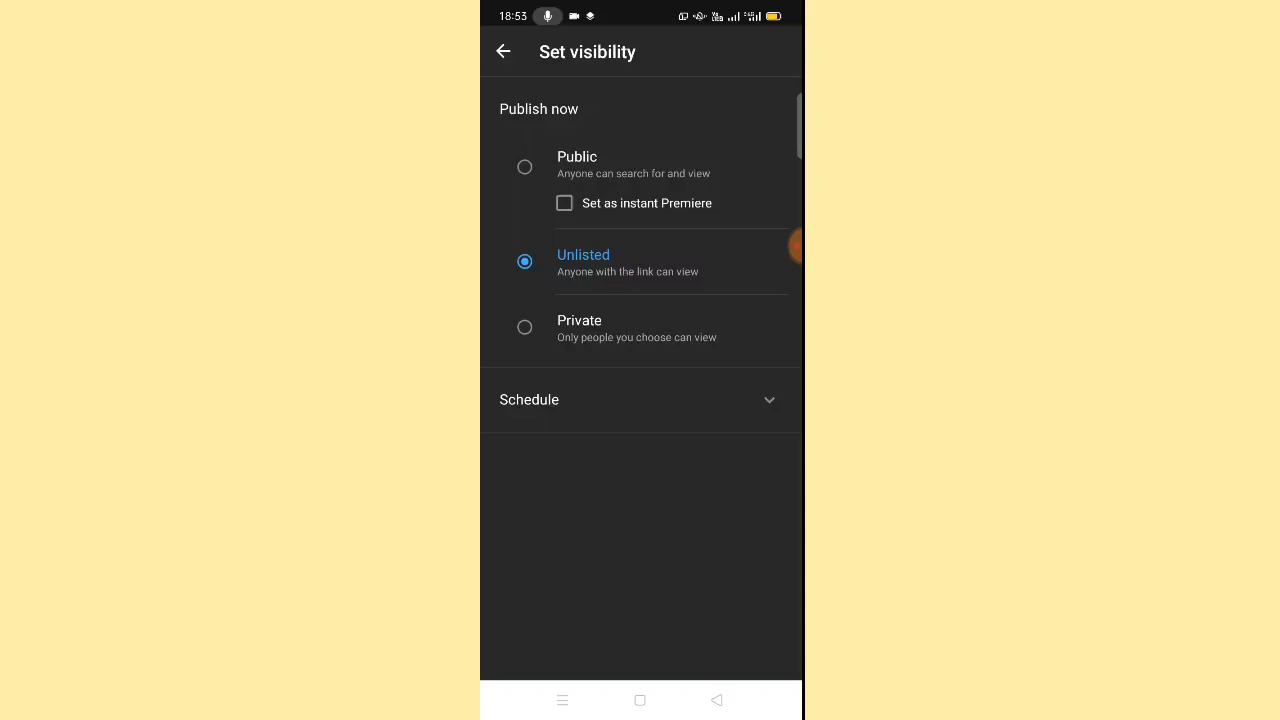 18:53
Set visibility
Publish now
Public
Anyone can search for and view
Set as instant Premiere
Unlisted
Anyone with the link can view
Private
Only people you choose can view
Schedule